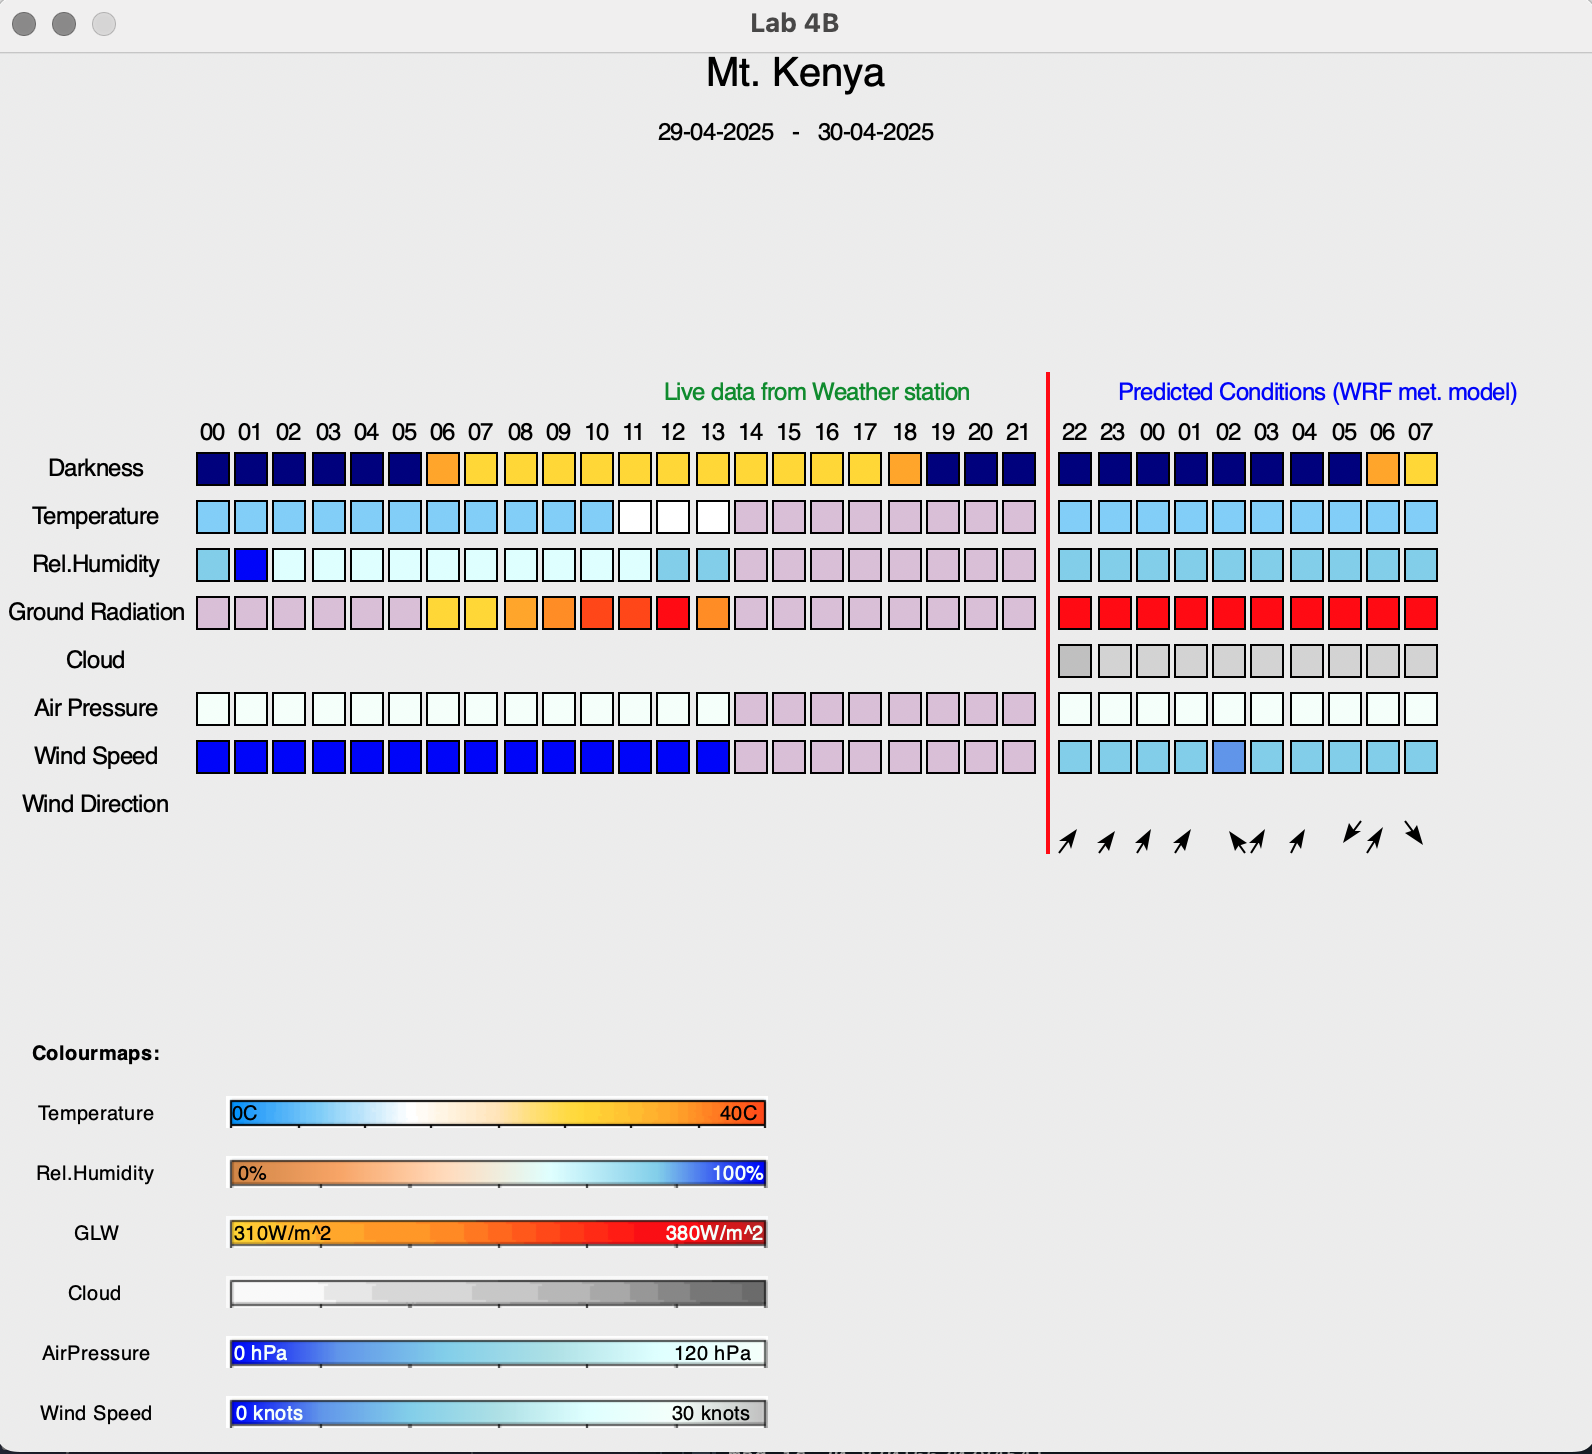 Lab 4B
Mt. Kenya
29-04-2025 - 30-04-2025
Live data from Weather station
Predicted Conditions (WRF met. model)
00 01 02 03 04 05 06 07 08 09 10 11 12 13 14 15 16 17 18 19 20 21 22 23 00 01 02 03 04 05 06 07
Darkness
Temperature
Rel.Humidity
Ground Radiation
Cloud
Air Pressure
Wind Speed
Wind Direction
Colourmaps:
Temperature 0C 40C
Rel.Humidity 0% 100%
GLW 310W/m^2 380W/m^2
Cloud
AirPressure 0 hPa 120 hPa
Wind Speed 0 knots 30 knots